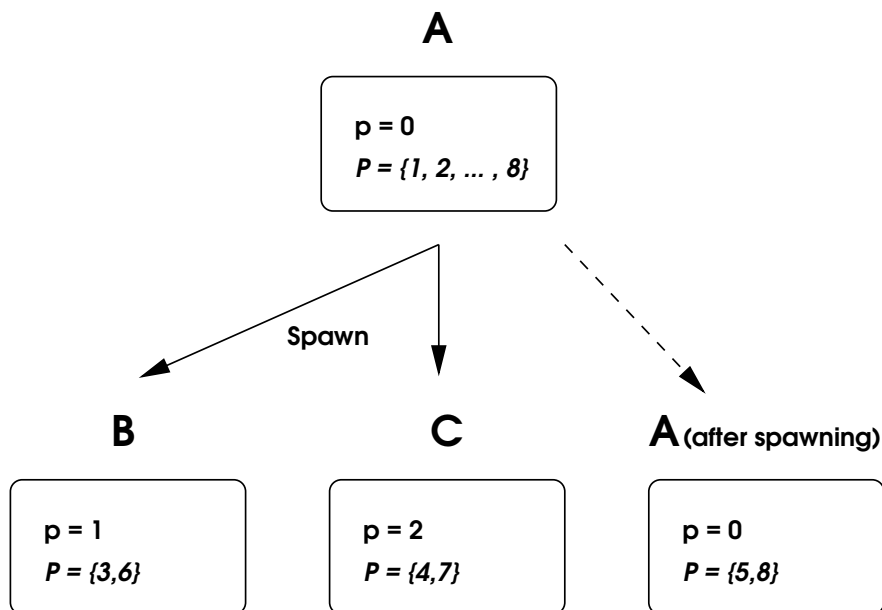 A
p = 0
P = {1, 2, ... , 8}
Spawn
B
C
A (after spawning)
p = 1
P = {3,6}
p = 2
P = {4,7}
p = 0
P = {5,8}